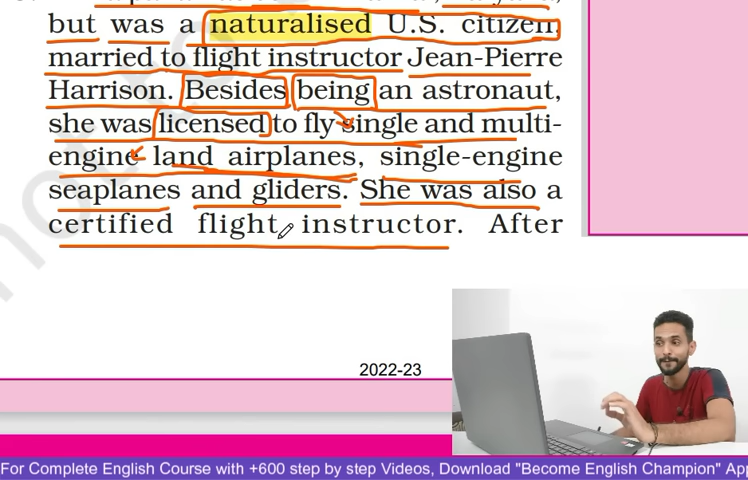 but was a naturalised U.S. citizen,
married to flight instructor Jean-Pierre
Harrison. Besides being an astronaut,
she was licensed to fly single and multi-
engine land airplanes, single-engine
seaplanes and gliders. She was also a
certified flight instructor. After
2022-23
For Complete English Course with +600 step by step Videos, Download "Become English Champion" App